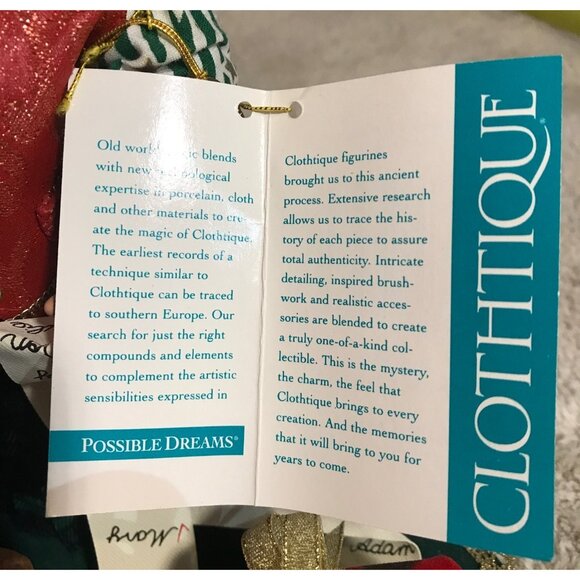 Old world blends
with new technological
expertise in porcelain, cloth
and other materials to cre-
ate the magic of Clothtique.
The earliest records of a
technique similar to
Clothtique can be traced
to southern Europe. Our
search for just the right
compounds and elements
to complement the artistic
sensibilities expressed in
POSSIBLE DREAMS®
Clothtique figurines
brought us to this ancient
process. Extensive research
allows us to trace the his-
tory of each piece to assure
total authenticity. Intricate
detailing, inspired brush-
work and realistic acces-
sories are blended to create
a truly one-of-a-kind col-
lectible. This is the mystery,
the charm, the feel that
Clothtique brings to every
creation. And the memories
that it will bring to you for
years to come.
CLOTHTIQUE®
Mary
Adam